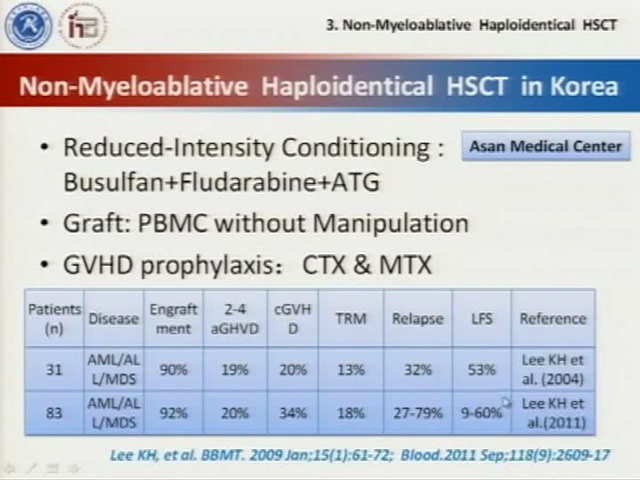 3. Non-Myeloablative Haploidentical HSCT
Non-Myeloablative Haploidentical HSCT in Korea
• Reduced-Intensity Conditioning :
Asan Medical Center
Busulfan+Fludarabine+ATG
• Graft: PBMC without Manipulation
• GVHD prophylaxis： CTX & MTX
Patients (n) Disease Engraftment 2-4 aGHVD cGVHD TRM Relapse LFS Reference
31 AML/ALL/MDS 90% 19% 20% 13% 32% 53% Lee KH et al. (2004)
83 AML/ALL/MDS 92% 20% 34% 18% 27-79% 9-60% Lee KH et al.(2011)
Lee KH, et al. BBMT. 2009 Jan;15(1):61-72; Blood.2011 Sep;118(9):2609-17